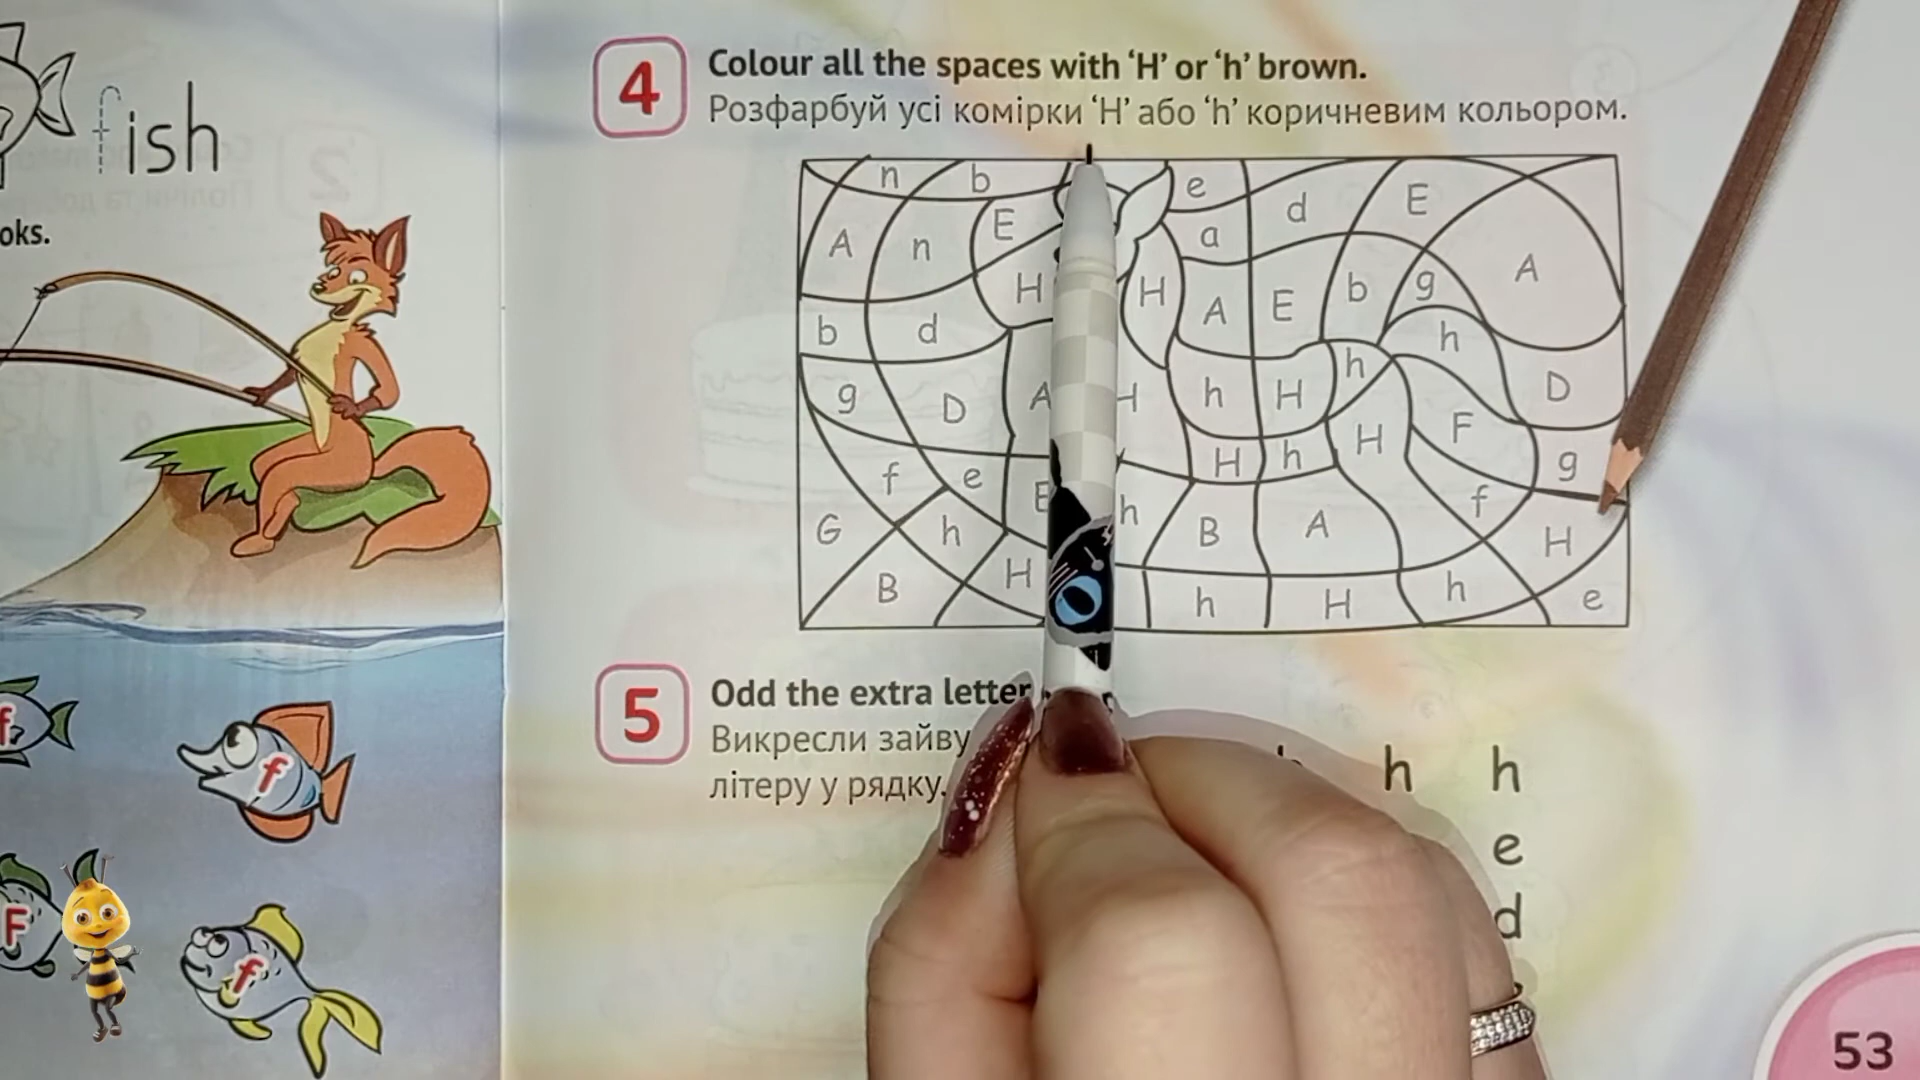 fish
oks.
f
f
F
f
4
Colour all the spaces with ‘H’ or ‘h’ brown.
Розфарбуй усі комірки ‘H’ або ‘h’ коричневим кольором.
n b e d E
A n E a A
H H A E b g
b d h
g D A H h H h F D
f e H h H g
G h E h B A f H
B H h H h e
5
Odd the extra letter
Викресли зайву
літеру у рядку.
h h
e
d
53